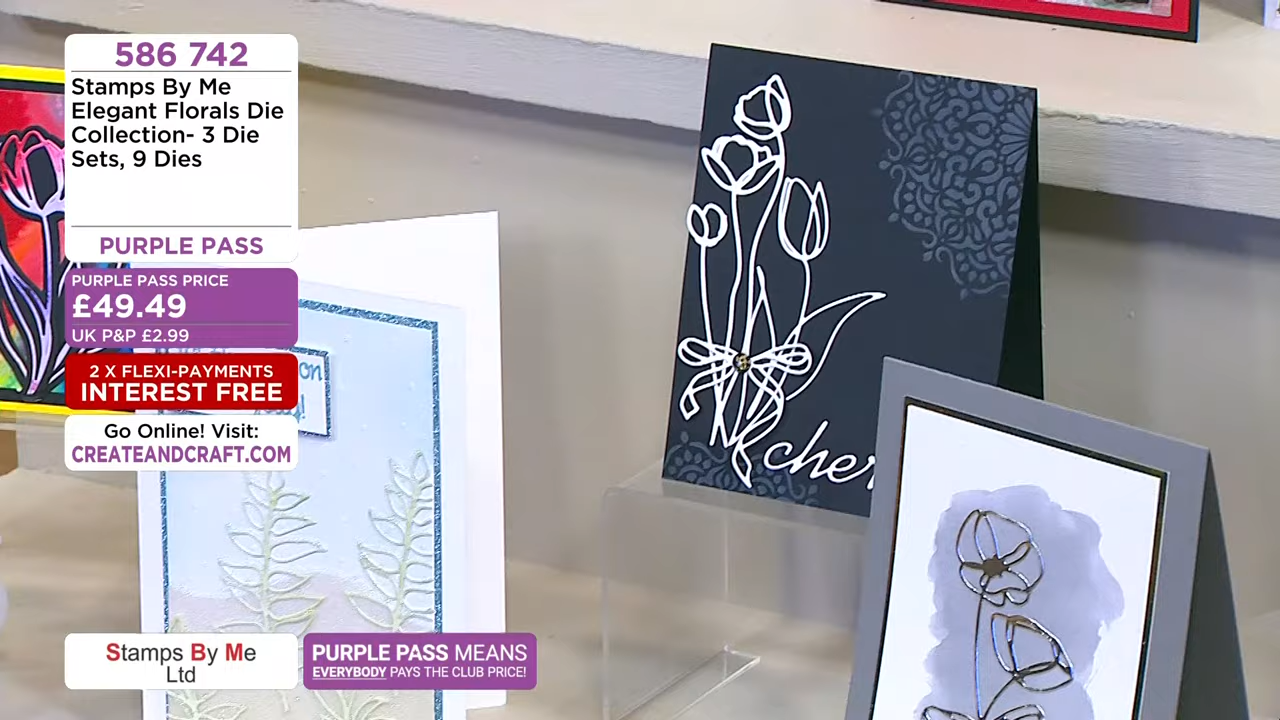 586 742
Stamps By Me
Elegant Florals Die
Collection- 3 Die
Sets, 9 Dies
PURPLE PASS
PURPLE PASS PRICE
£49.49
UK P&P £2.99
2 X FLEXI-PAYMENTS
INTEREST FREE
Go Online! Visit:
CREATEANDCRAFT.COM
on
cher
Stamps By Me
Ltd
PURPLE PASS MEANS
EVERYBODY PAYS THE CLUB PRICE!